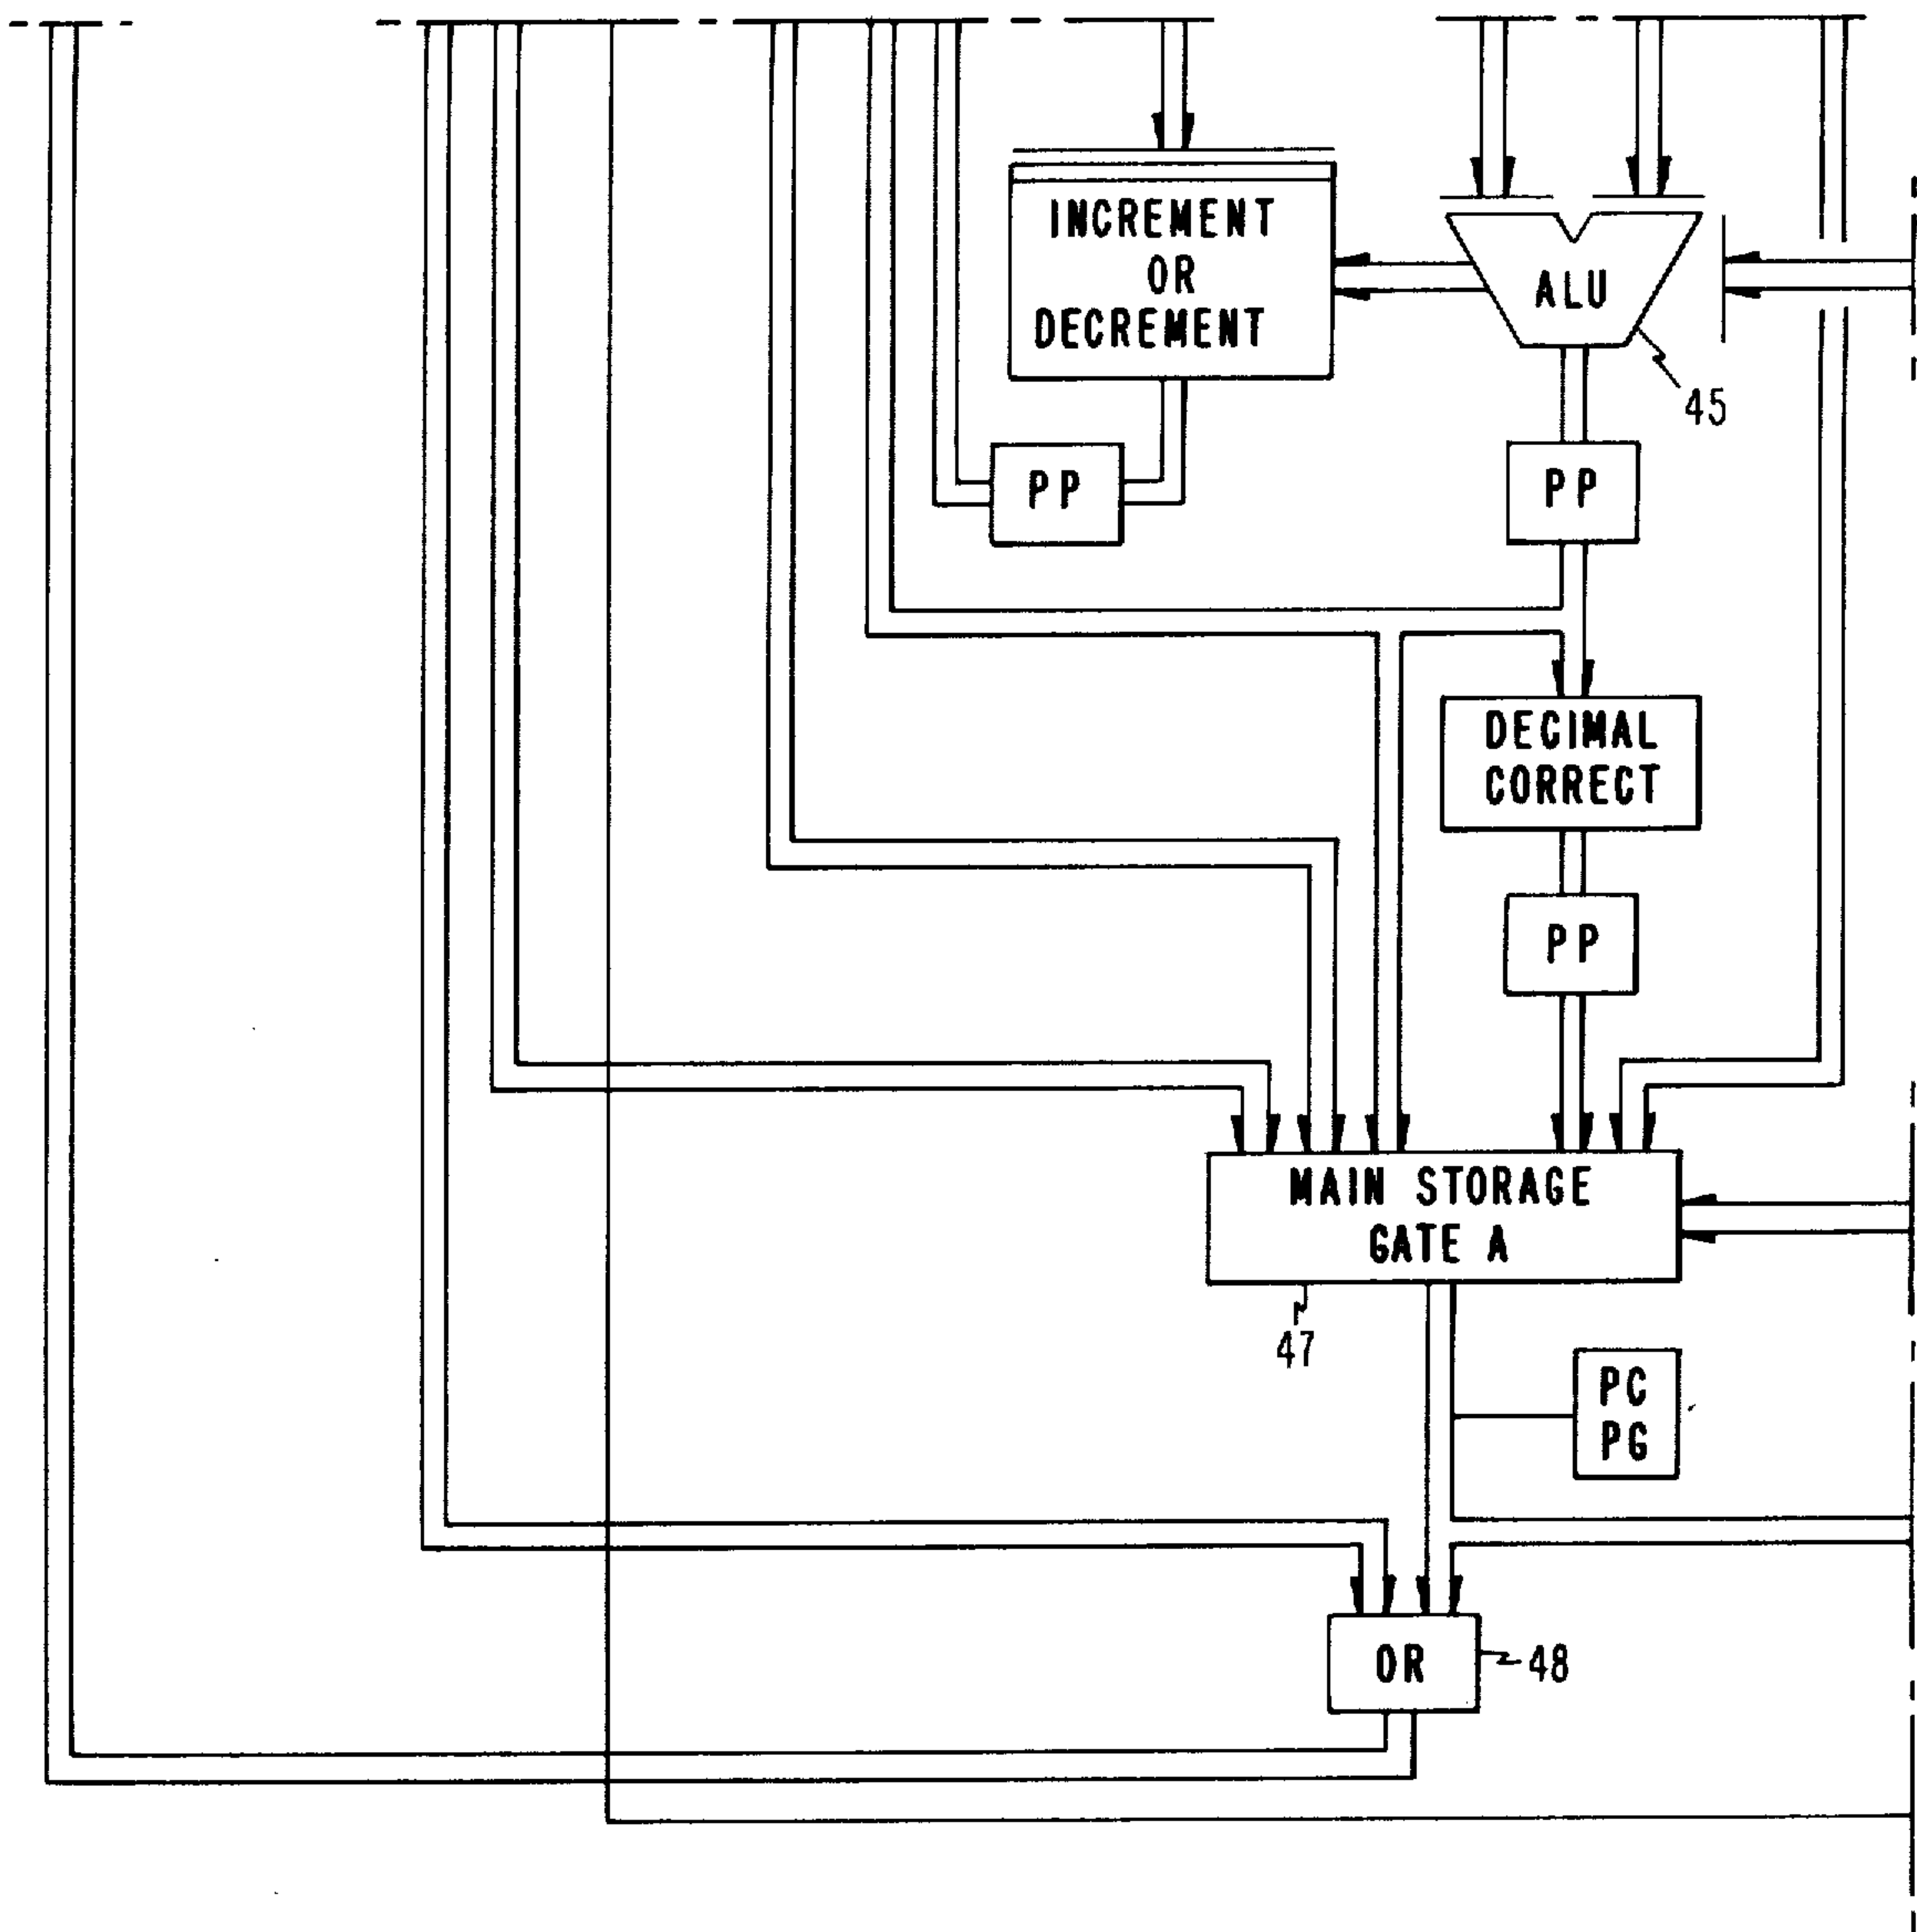 INCREMENT
OR
DECREMENT
ALU
45
PP
PP
DECIMAL
CORRECT
PP
MAIN STORAGE
GATE A
47
PC
PG
OR
48